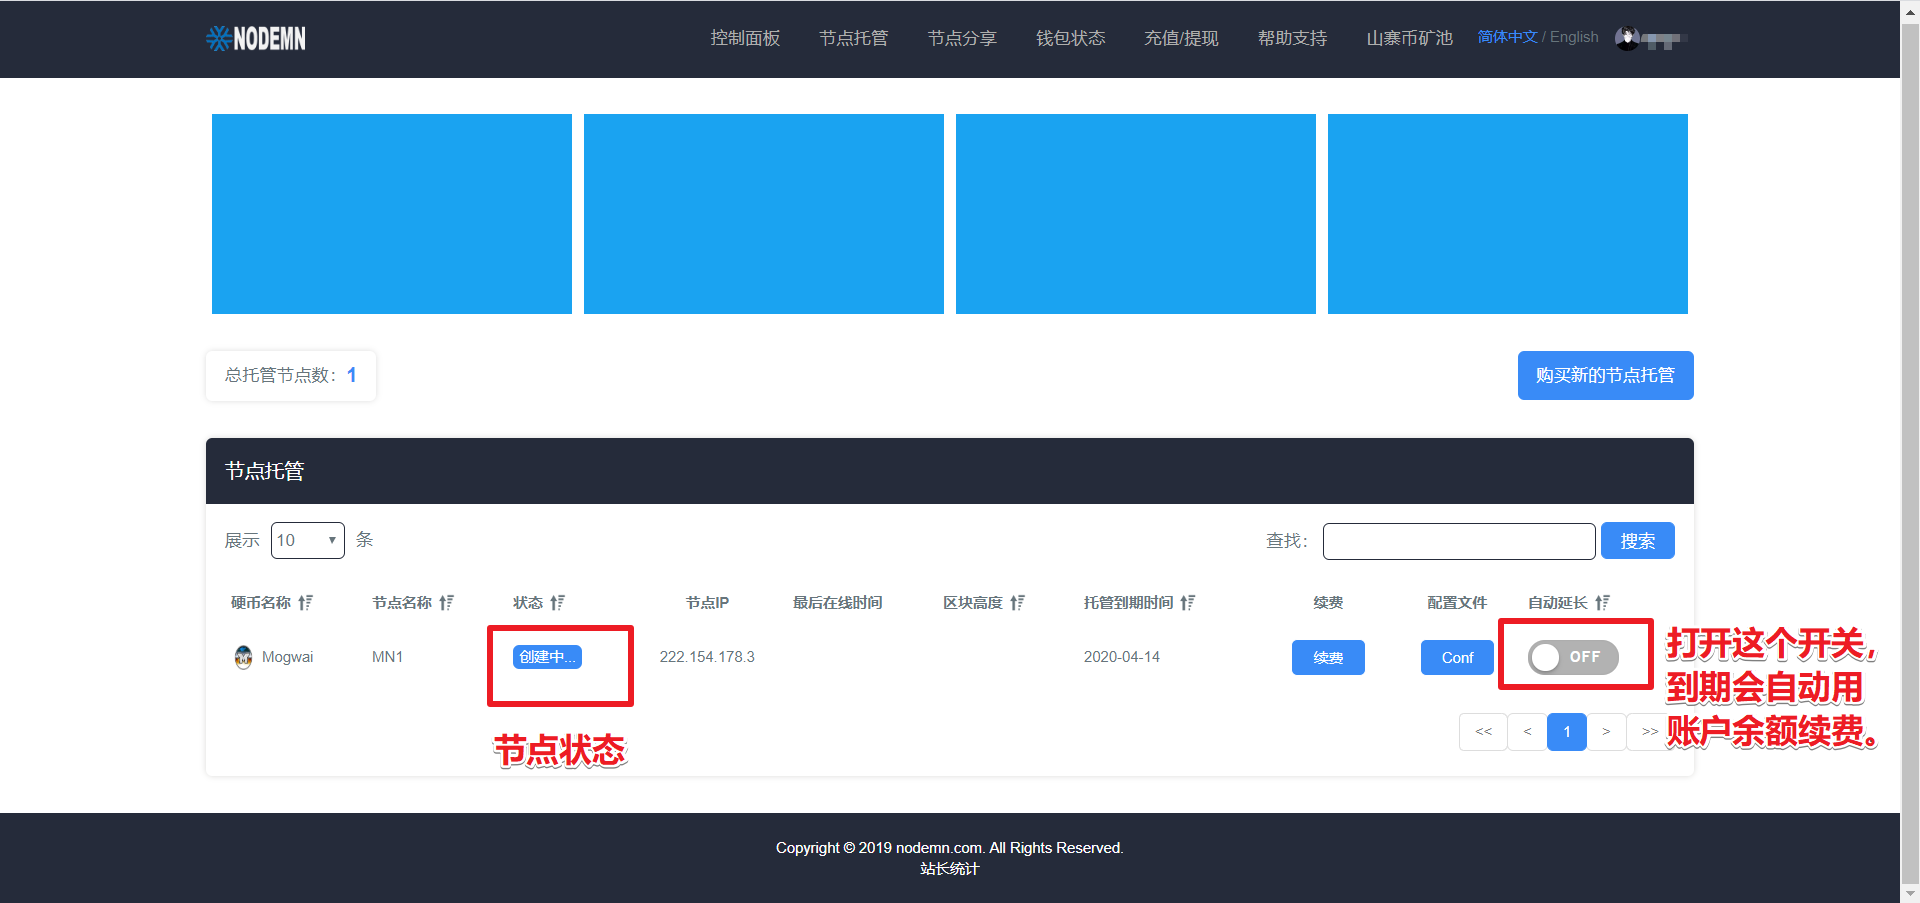 NODEMN 控制面板 节点托管 节点分享 钱包状态 充值/提现 帮助支持 山寨币矿池 简体中文 / English
总托管节点数：1 购买新的节点托管
节点托管
展示 10 条 查找： 搜索
硬币名称 节点名称 状态 节点IP 最后在线时间 区块高度 托管到期时间 续费 配置文件 自动延长
Mogwai MN1 创建中... 222.154.178.3 2020-04-14 续费 Conf OFF
打开这个开关，
到期会自动用
账户余额续费。
<< < 1 > >>
节点状态
Copyright © 2019 nodemn.com. All Rights Reserved.
站长统计